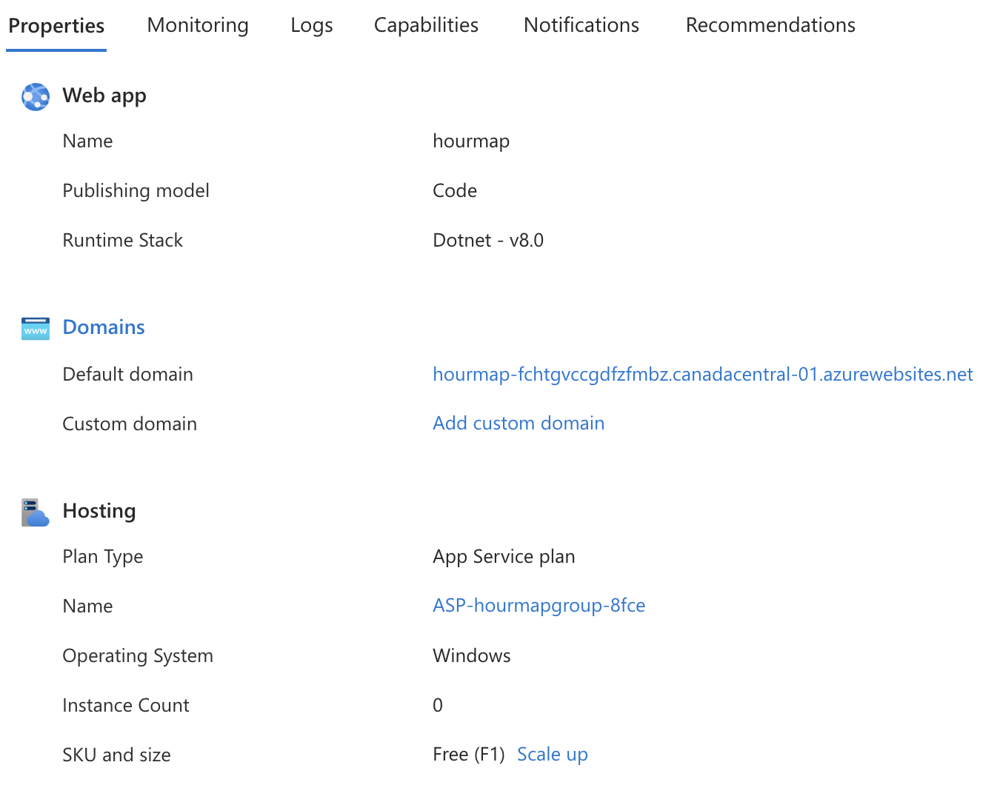 Properties Monitoring Logs Capabilities Notifications Recommendations
Web app
Name hourmap
Publishing model Code
Runtime Stack Dotnet - v8.0
www Domains
Default domain hourmap-fchtgvccgdfzfmbz.canadacentral-01.azurewebsites.net
Custom domain Add custom domain
Hosting
Plan Type App Service plan
Name ASP-hourmapgroup-8fce
Operating System Windows
Instance Count 0
SKU and size Free (F1) Scale up